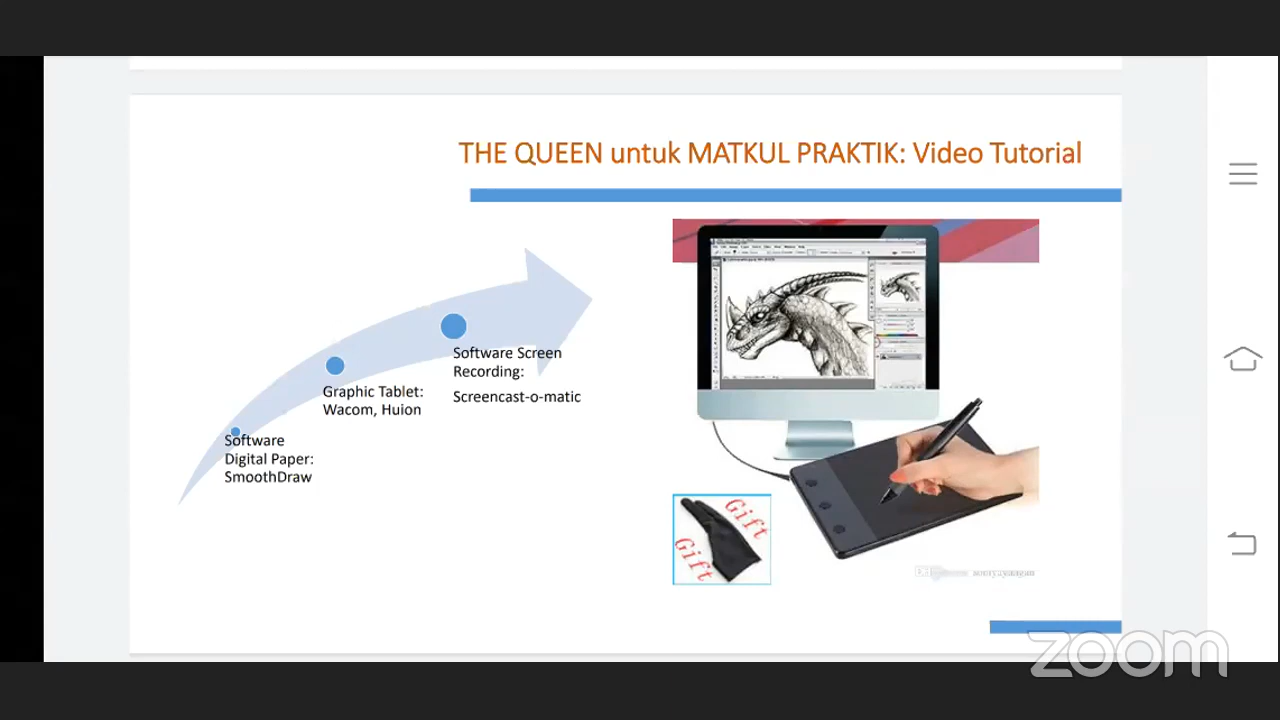 THE QUEEN untuk MATKUL PRAKTIK: Video Tutorial
Software Screen
Recording:
Screencast-o-matic
Graphic Tablet:
Wacom, Huion
Software
Digital Paper:
SmoothDraw
Gift
Gift
zoom